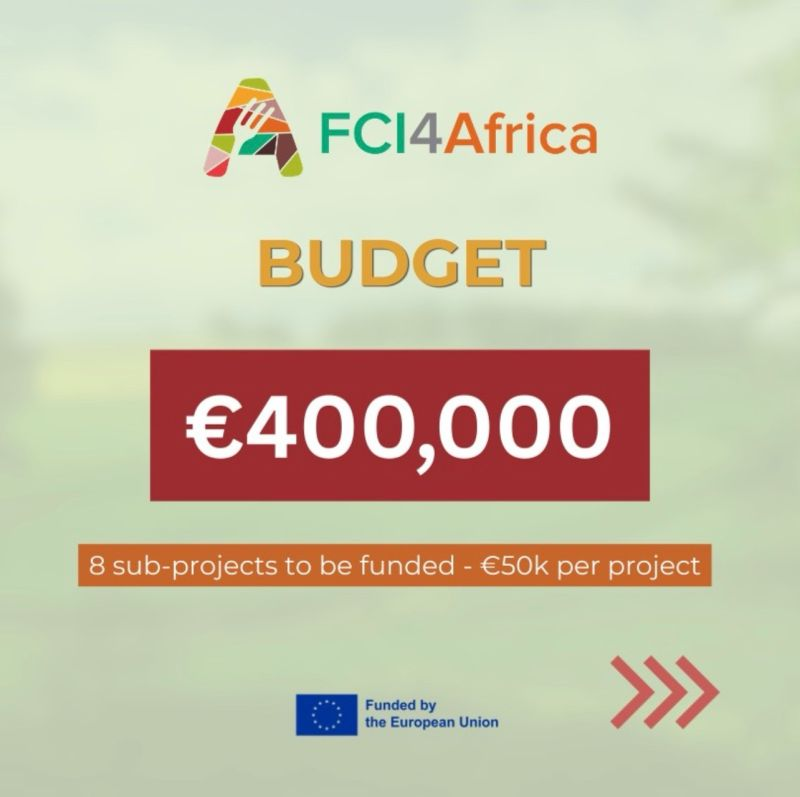 FCI4Africa
BUDGET
€400,000
8 sub-projects to be funded - €50k per project
Funded by
the European Union